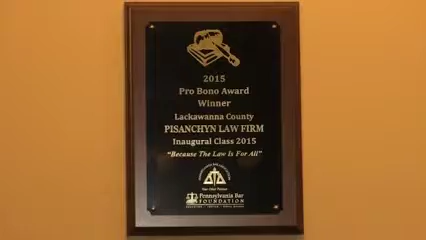 2015
Pro Bono Award
Winner
Lackawanna County
PISANCHYN LAW FIRM
Inaugural Class 2015
"Because The Law Is For All"
Pennsylvania Bar
FOUNDATION